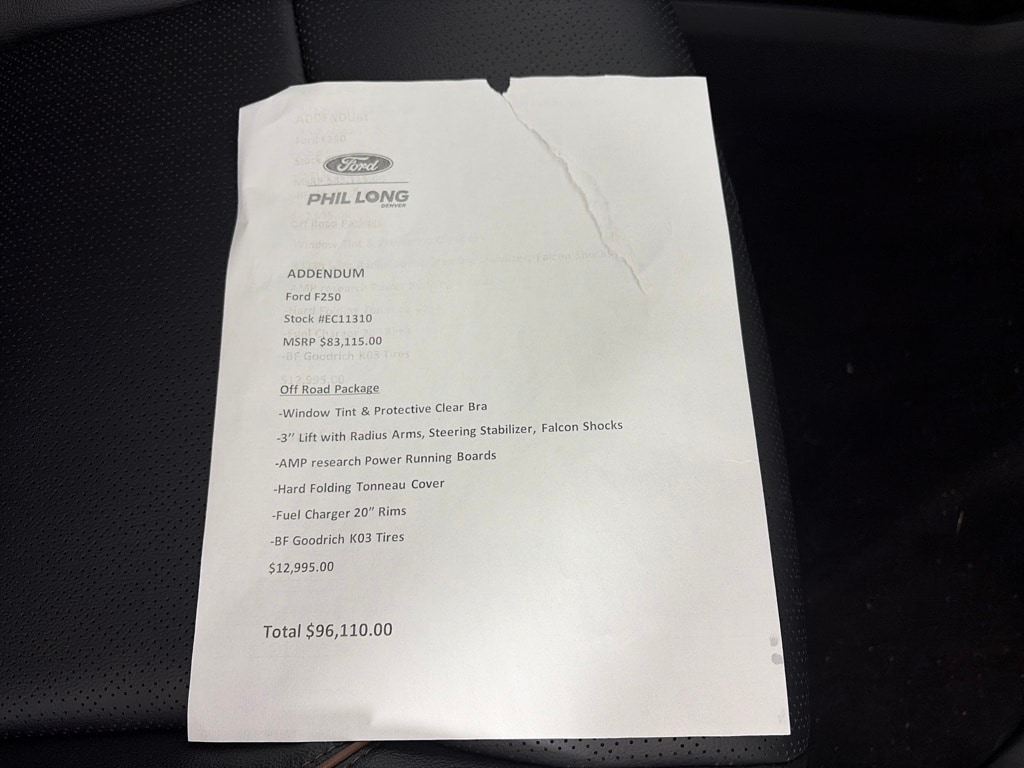 Ford
PHIL LONG
DENVER
ADDENDUM
Ford F250
Stock #EC11310
MSRP $83,115.00
Off Road Package
-Window Tint & Protective Clear Bra
-3” Lift with Radius Arms, Steering Stabilizer, Falcon Shocks
-AMP research Power Running Boards
-Hard Folding Tonneau Cover
-Fuel Charger 20” Rims
-BF Goodrich K03 Tires
$12,995.00
Total $96,110.00